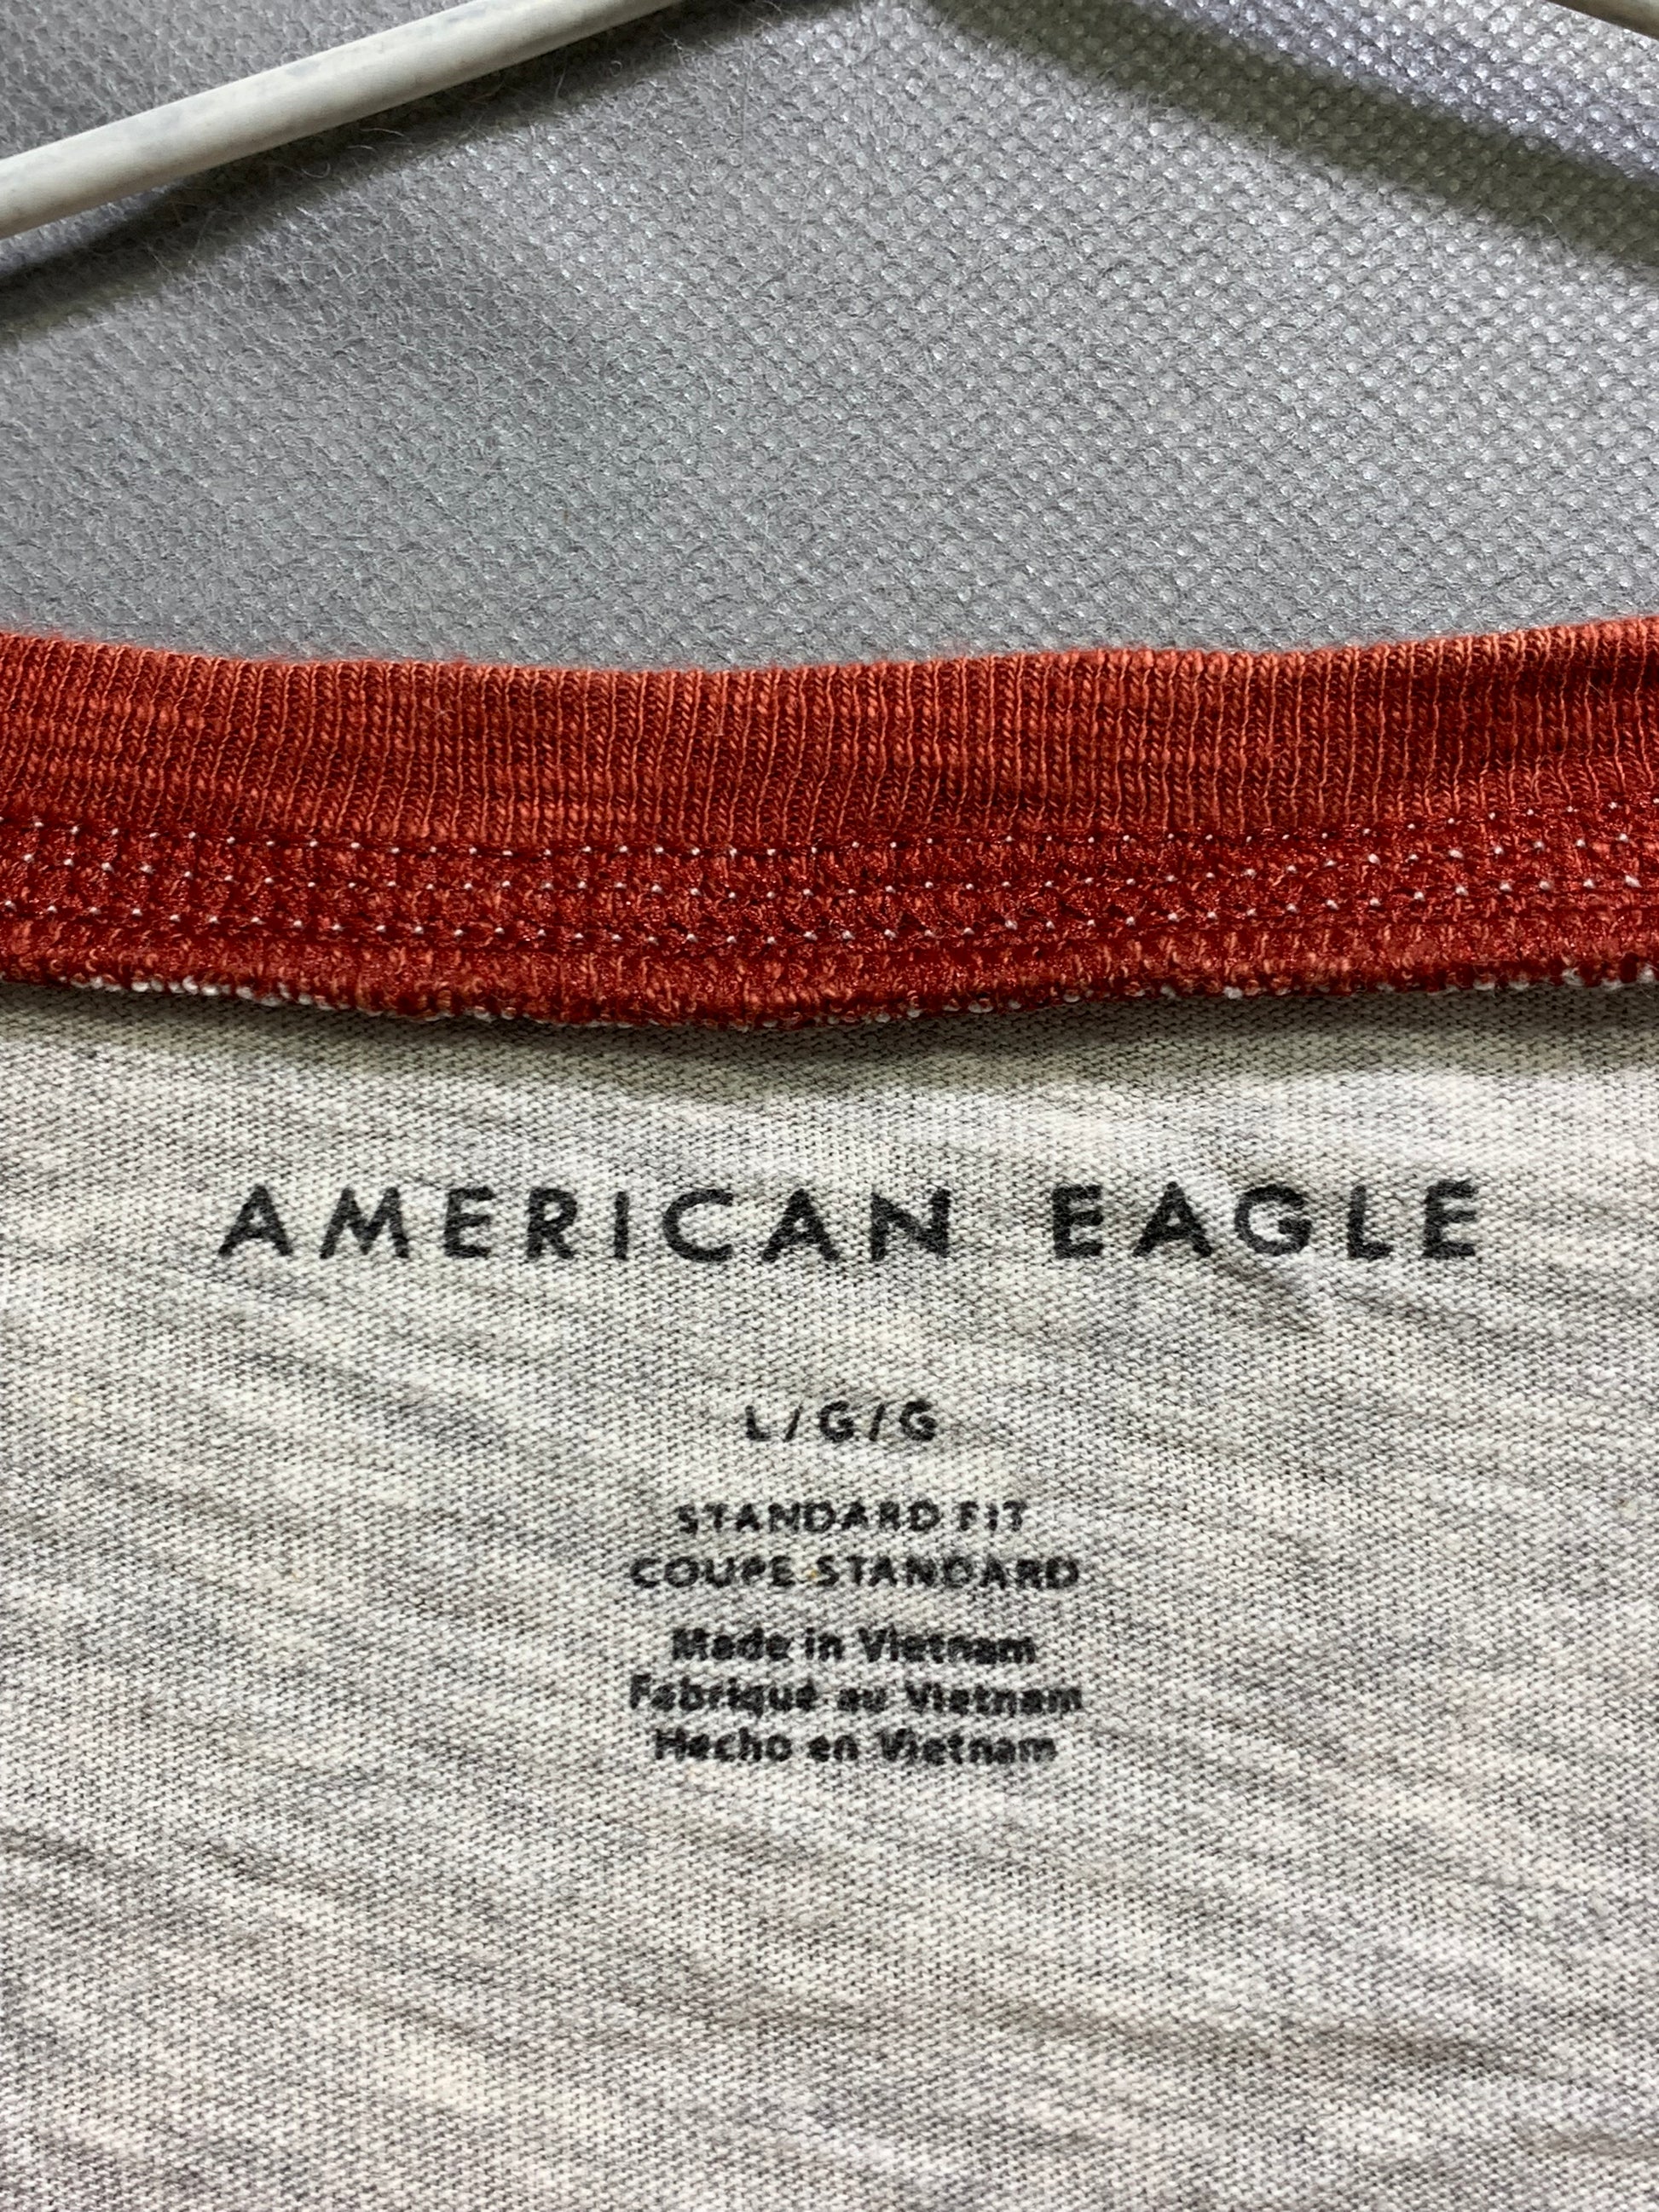 AMERICAN EAGLE
L/G/G
STANDARD FIT
COUPE STANDARD
Made in Vietnam
Fabriqué au Vietnam
Hecho en Vietnam